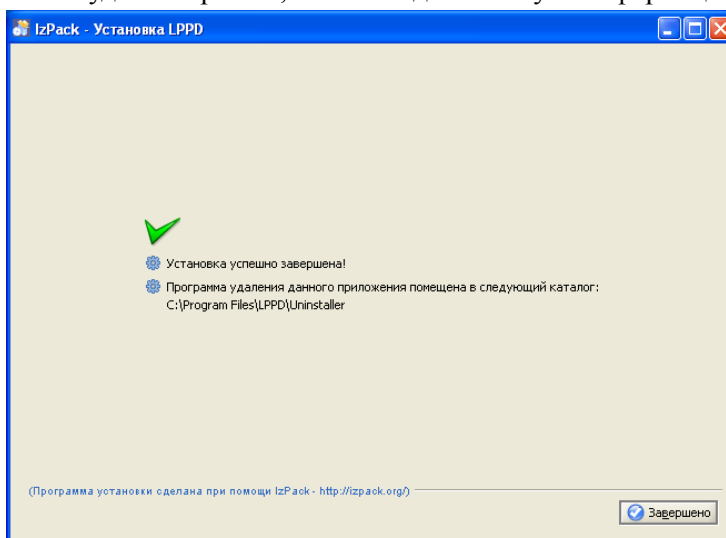 IzPack - Установка LPPD
Установка успешно завершена!
Программа удаления данного приложения помещена в следующий каталог:
C:\Program Files\LPPD\Uninstaller
(Программа установки сделана при помощи IzPack - http://izpack.org/)
Завершено